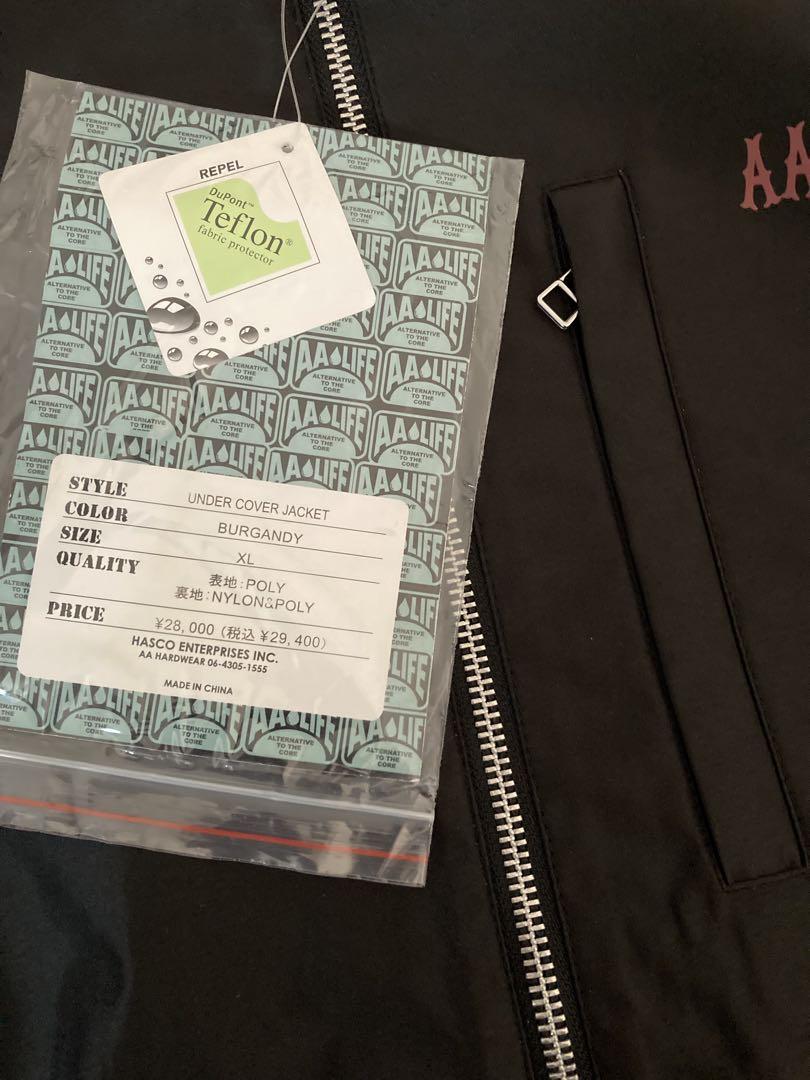 REPEL
DuPont™
Teflon®
fabric protector
AA LIFE
ALTERNATIVE
TO THE
CORE
STYLE UNDER COVER JACKET
COLOR BURGANDY
SIZE XL
QUALITY 表地:POLY
裏地:NYLON&POLY
PRICE ¥28,000 (税込 ¥29,400)
HASCO ENTERPRISES INC.
AA HARDWEAR 06-4305-1555
MADE IN CHINA
AA